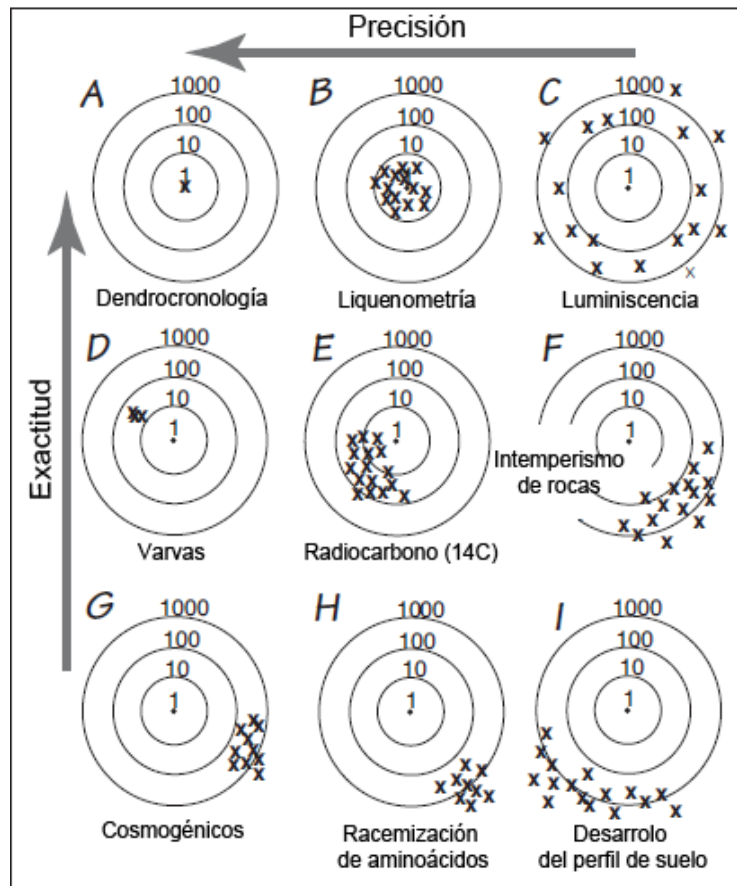 Precisión
Exactitud
A
1000
100
10
1
x
Dendrocronología
B
1000
100
10
1
Liquenometría
C
1000
100
10
1
Luminiscencia
D
1000
100
10
1
Varvas
E
1000
100
10
1
Radiocarbono (14C)
F
1000
100
10
1
Intemperismo
de rocas
G
1000
100
10
1
Cosmogénicos
H
1000
100
10
1
Racemización
de aminoácidos
I
1000
100
10
1
Desarrolo
del perfil de suelo